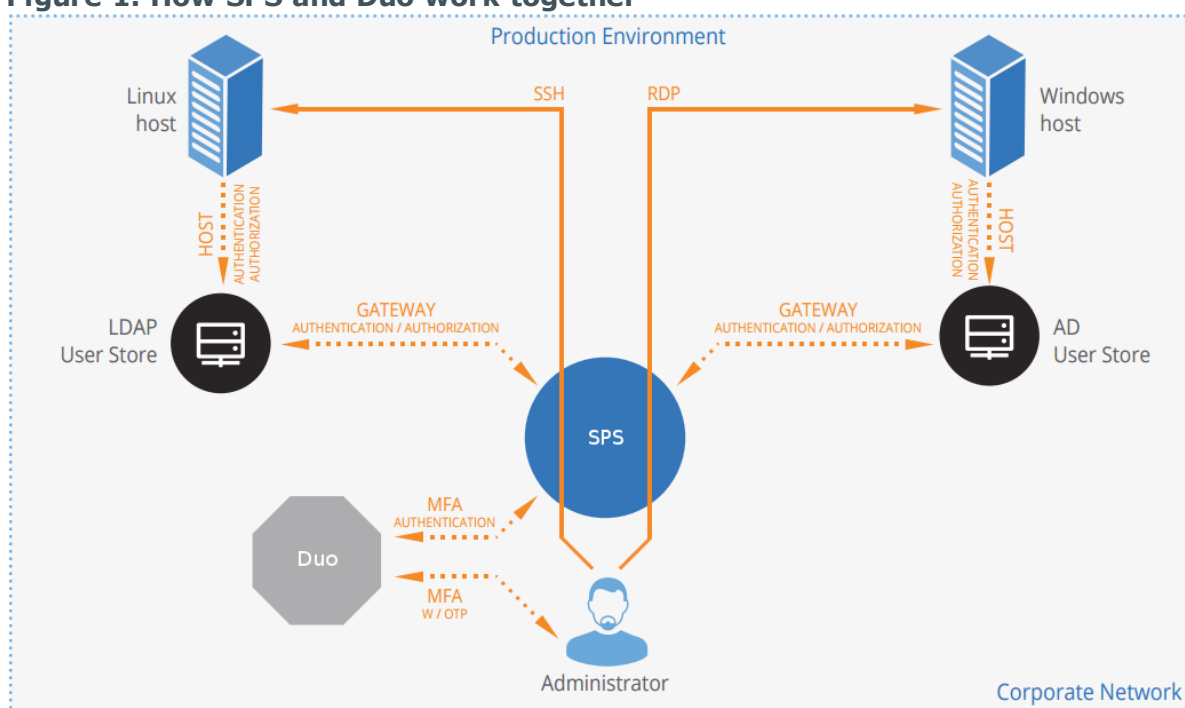 Figure 1: How SPS and Duo work together
Production Environment
Linux
host
SSH
RDP
Windows
host
HOST
AUTHENTICATION
AUTHORIZATION
HOST
AUTHENTICATION
AUTHORIZATION
LDAP
User Store
GATEWAY
AUTHENTICATION / AUTHORIZATION
GATEWAY
AUTHENTICATION / AUTHORIZATION
AD
User Store
SPS
MFA
AUTHENTICATION
Duo
MFA
W / OTP
Administrator
Corporate Network